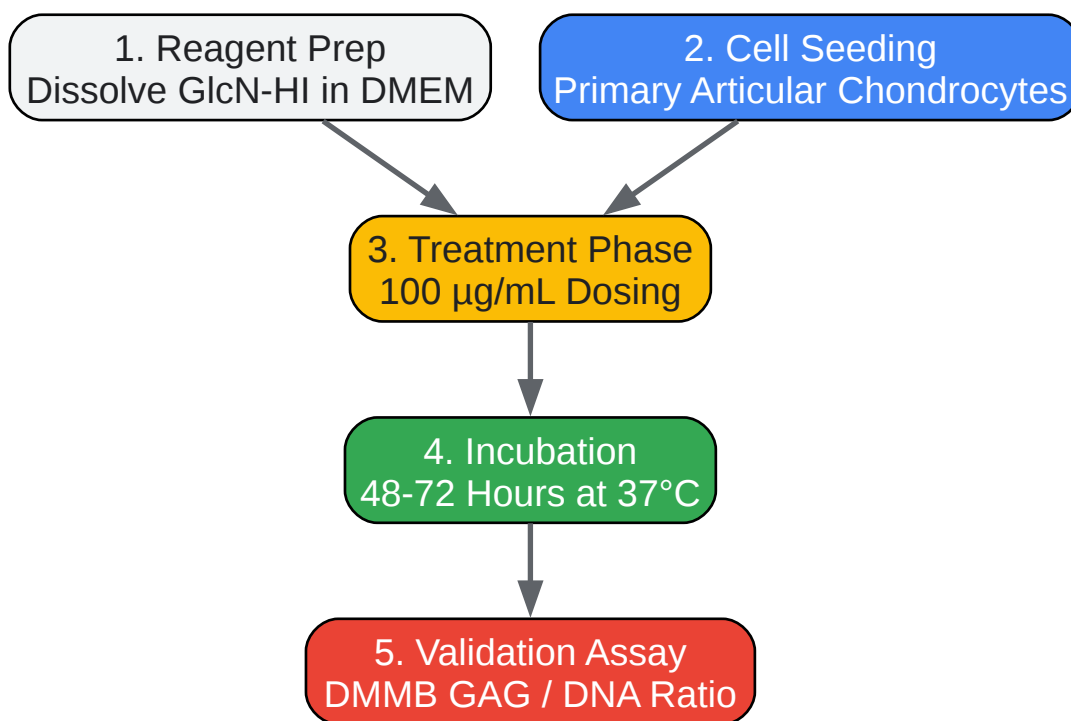 1. Reagent Prep
Dissolve GlcN-HI in DMEM
2. Cell Seeding
Primary Articular Chondrocytes
3. Treatment Phase
100 µg/mL Dosing
4. Incubation
48-72 Hours at 37°C
5. Validation Assay
DMMB GAG / DNA Ratio